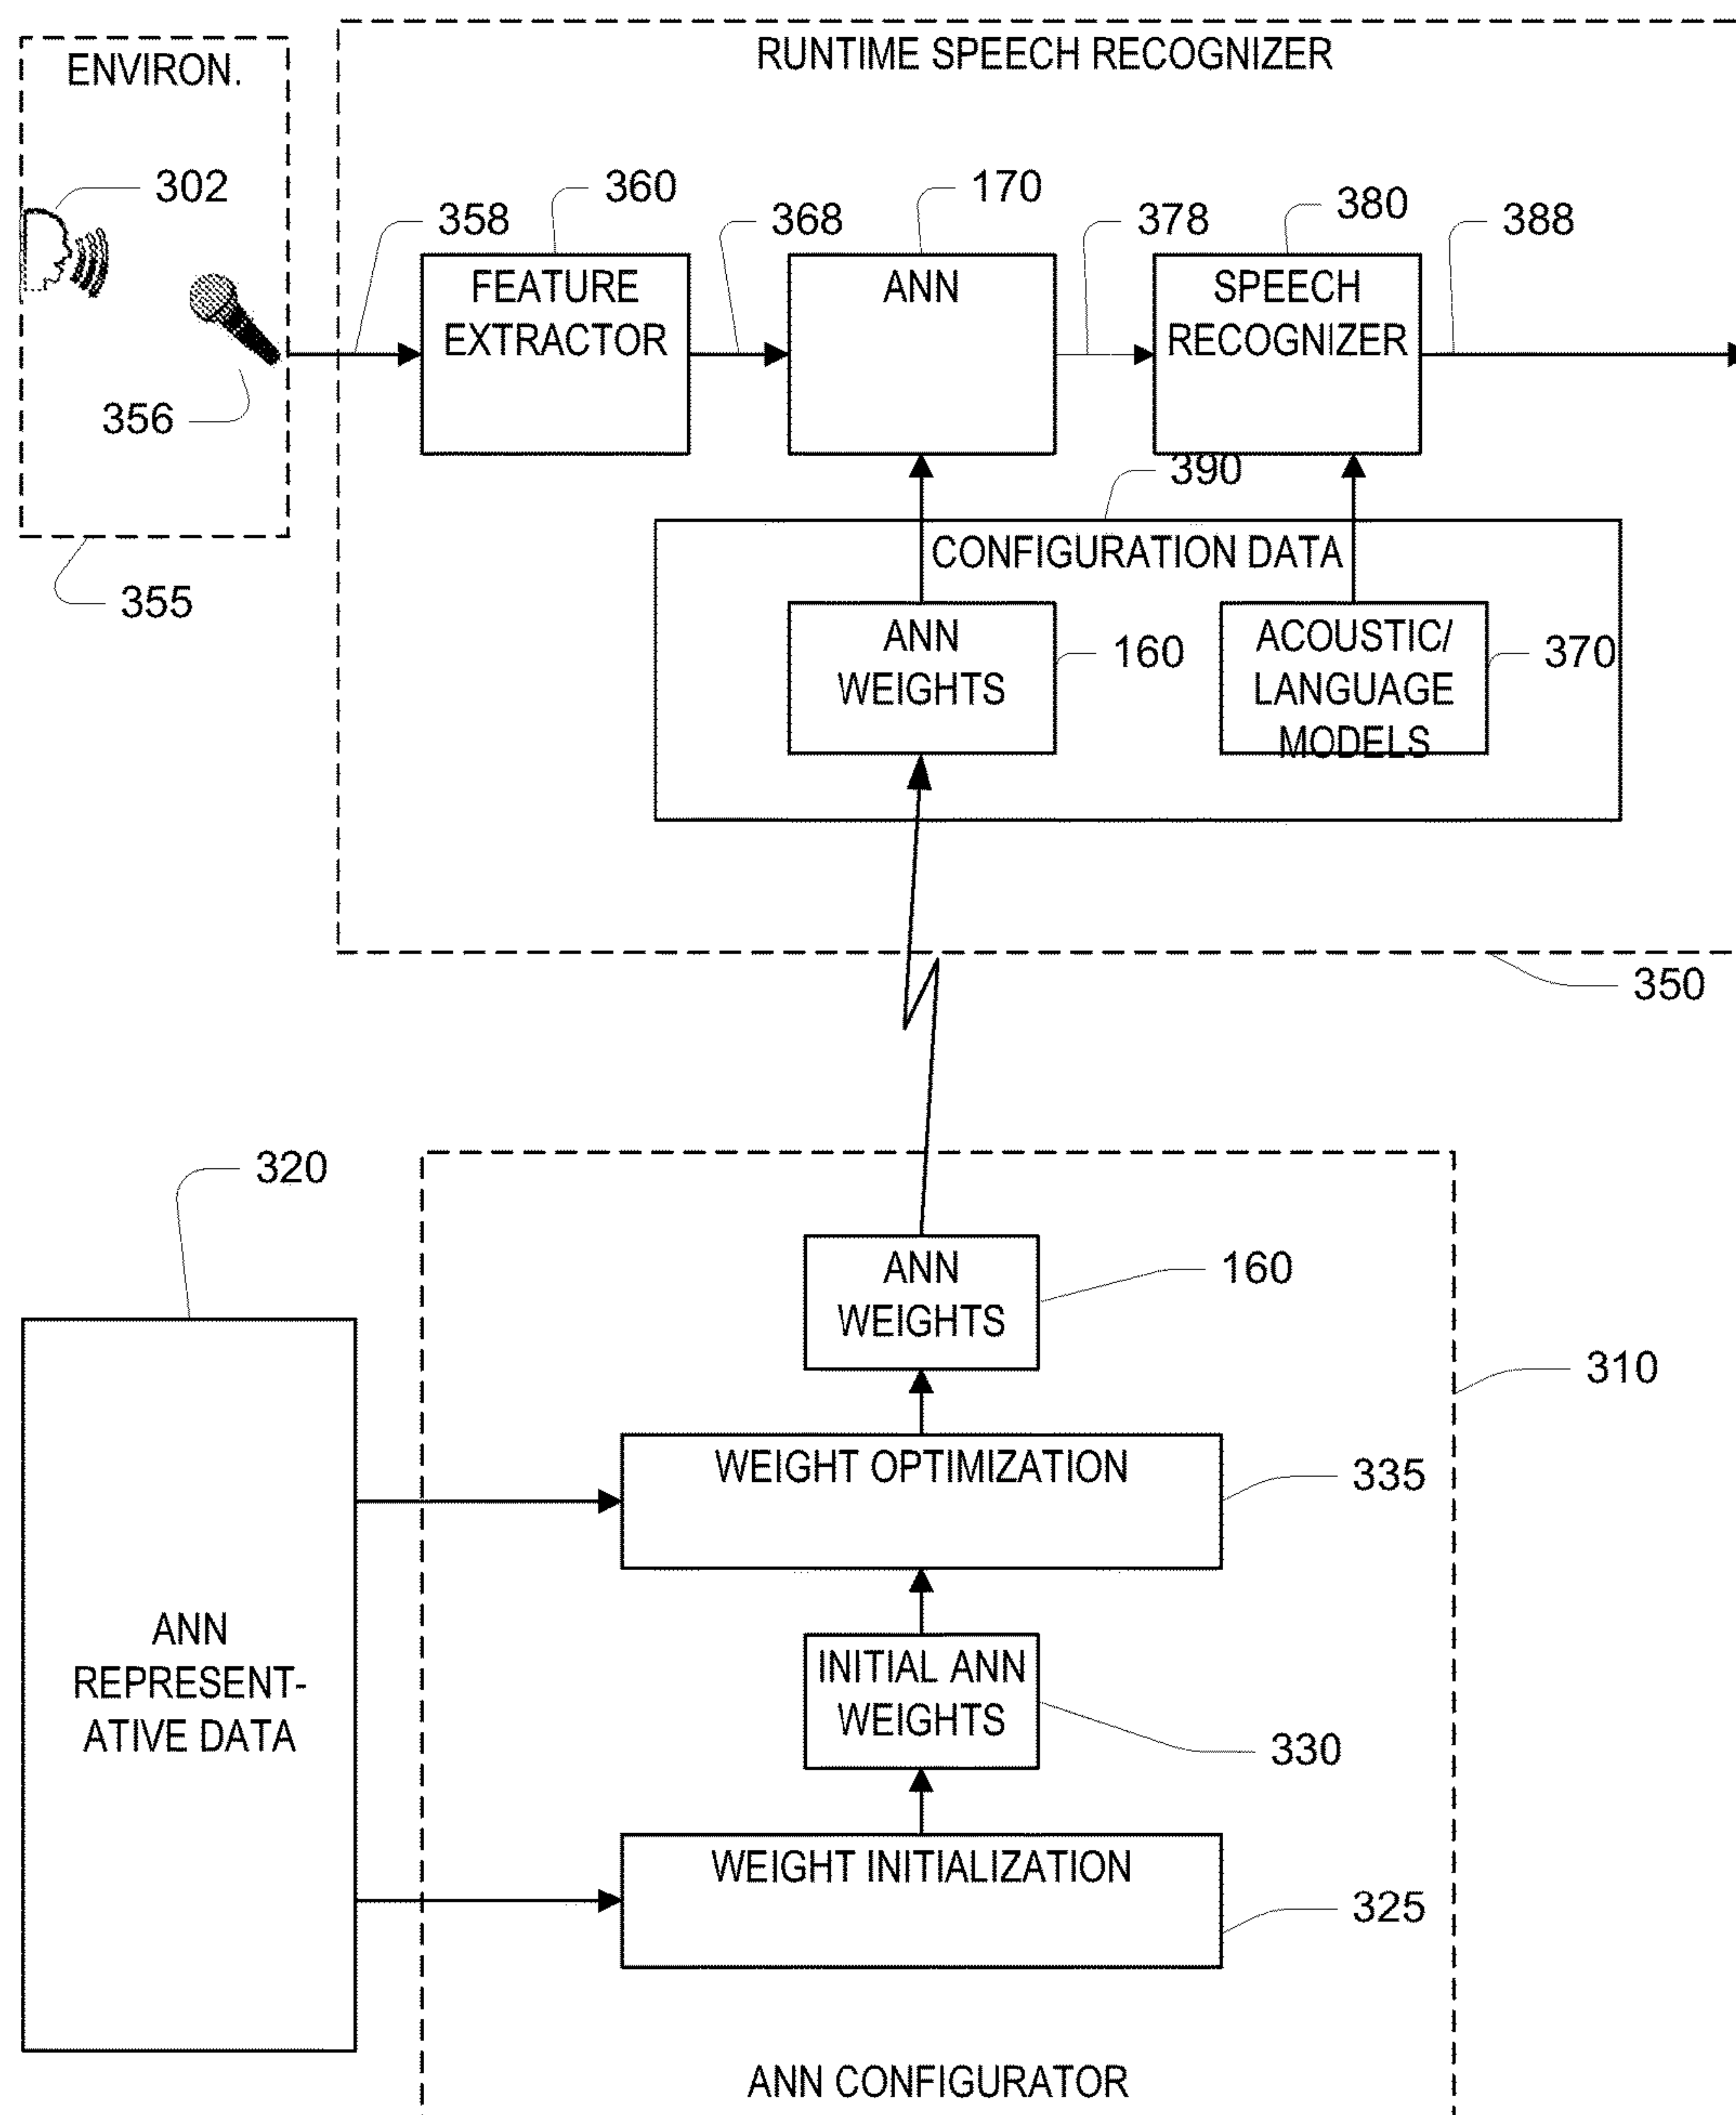 RUNTIME SPEECH RECOGNIZER
ENVIRON.
302
360
170
380
358
368
378
388
FEATURE
EXTRACTOR
ANN
SPEECH
RECOGNIZER
356
390
CONFIGURATION DATA
355
ANN
WEIGHTS
160
ACOUSTIC/
LANGUAGE
MODELS
370
350
320
ANN
WEIGHTS
160
310
WEIGHT OPTIMIZATION
335
ANN
REPRESENT-
ATIVE DATA
INITIAL ANN
WEIGHTS
330
WEIGHT INITIALIZATION
325
ANN CONFIGURATOR